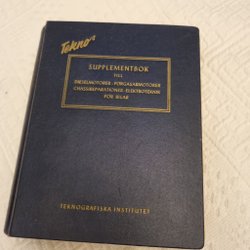 Tekno's
SUPPLEMENTBOK
TILL
DIESELMOTORER · FÖRGASARMOTORER
CHASSIREPARATIONER · ELEKTROTEKNIK
FÖR BILAR
TEKNOGRAFISKA INSTITUTET